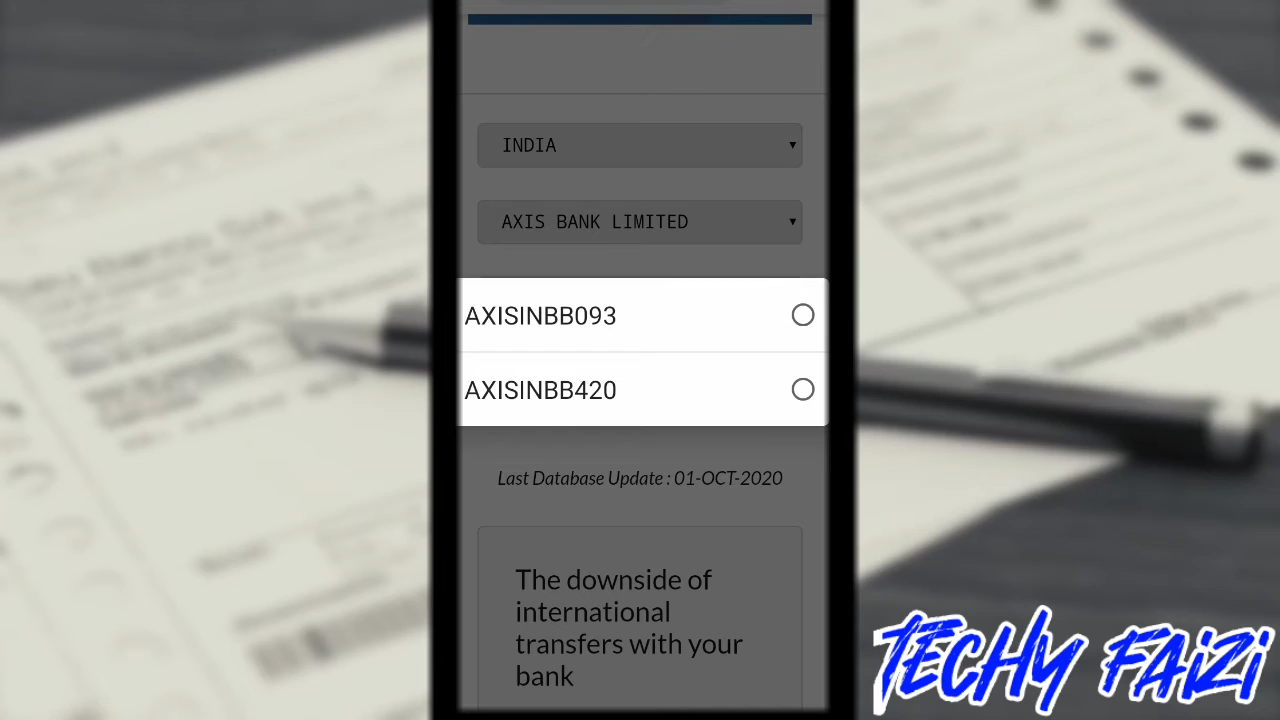 INDIA
AXIS BANK LIMITED
AXISINBB093
AXISINBB420
Last Database Update : 01-OCT-2020
The downside of
international
transfers with your
bank
TECHY FAiZi